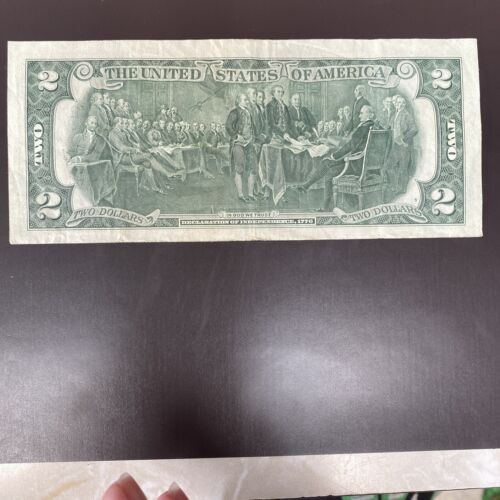 2 THE UNITED STATES OF AMERICA 2
TWO
TWO
IN GOD WE TRUST
2 TWO DOLLARS TWO DOLLARS 2
DECLARATION OF INDEPENDENCE, 1776